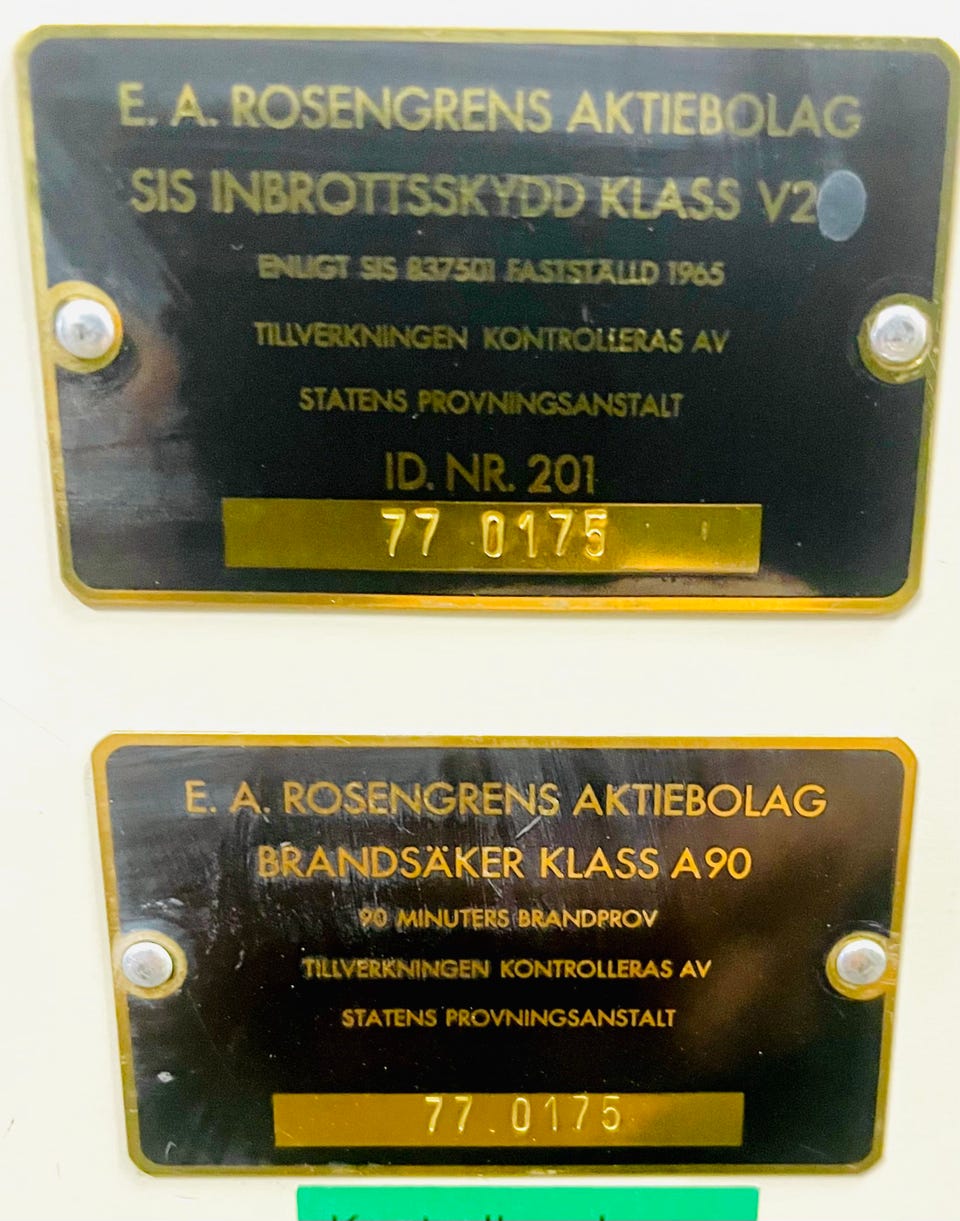 E. A. ROSENGRENS AKTIEBOLAG
SIS INBROTTSSKYDD KLASS V2
ENLIGT SIS 837501 FASTSTÄLLD 1965
TILLVERKNINGEN KONTROLLERAS AV
STATENS PROVNINGSANSTALT
ID. NR. 201
77 0175
E. A. ROSENGRENS AKTIEBOLAG
BRANDSÄKER KLASS A90
90 MINUTERS BRANDPROV
TILLVERKNINGEN KONTROLLERAS AV
STATENS PROVNINGSANSTALT
77 0175